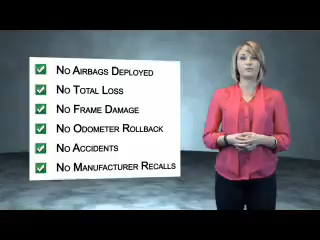 No Airbags Deployed
No Total Loss
No Frame Damage
No Odometer Rollback
No Accidents
No Manufacturer Recalls